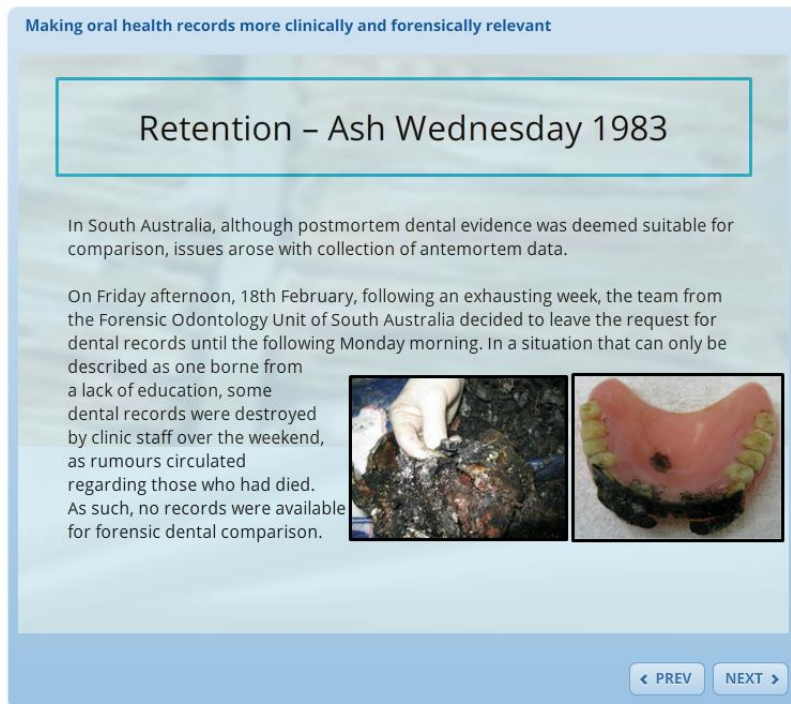 Making oral health records more clinically and forensically relevant
Retention – Ash Wednesday 1983
In South Australia, although postmortem dental evidence was deemed suitable for
comparison, issues arose with collection of antemortem data.
On Friday afternoon, 18th February, following an exhausting week, the team from
the Forensic Odontology Unit of South Australia decided to leave the request for
dental records until the following Monday morning. In a situation that can only be
described as one borne from
a lack of education, some
dental records were destroyed
by clinic staff over the weekend,
as rumours circulated
regarding those who had died.
As such, no records were available
for forensic dental comparison.
PREV
NEXT